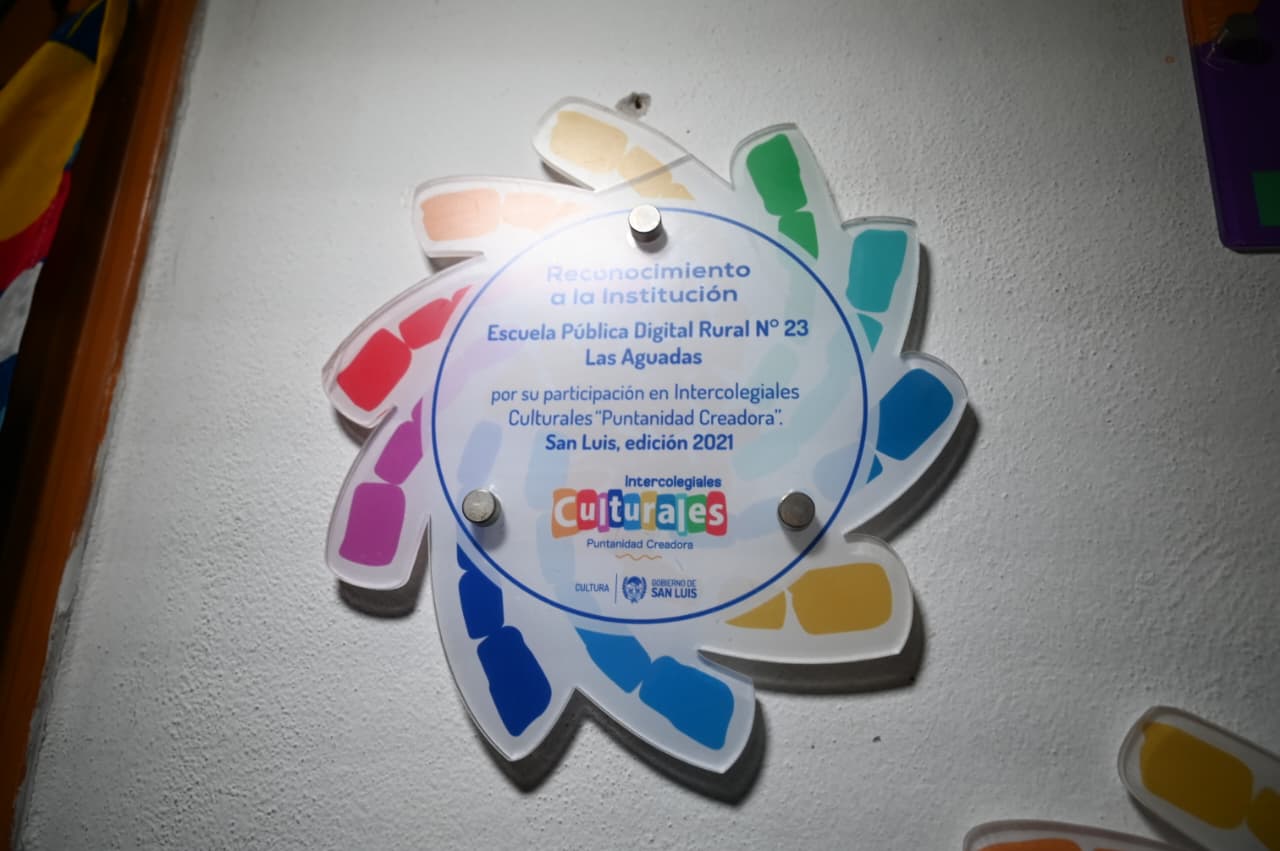 Reconocimiento
a la Institución
Escuela Pública Digital Rural N° 23
Las Aguadas
por su participación en Intercolegiales
Culturales “Puntanidad Creadora”.
San Luis, edición 2021
Intercolegiales
Culturales
Puntanidad Creadora
CULTURA
GOBIERNO DE
SAN LUIS